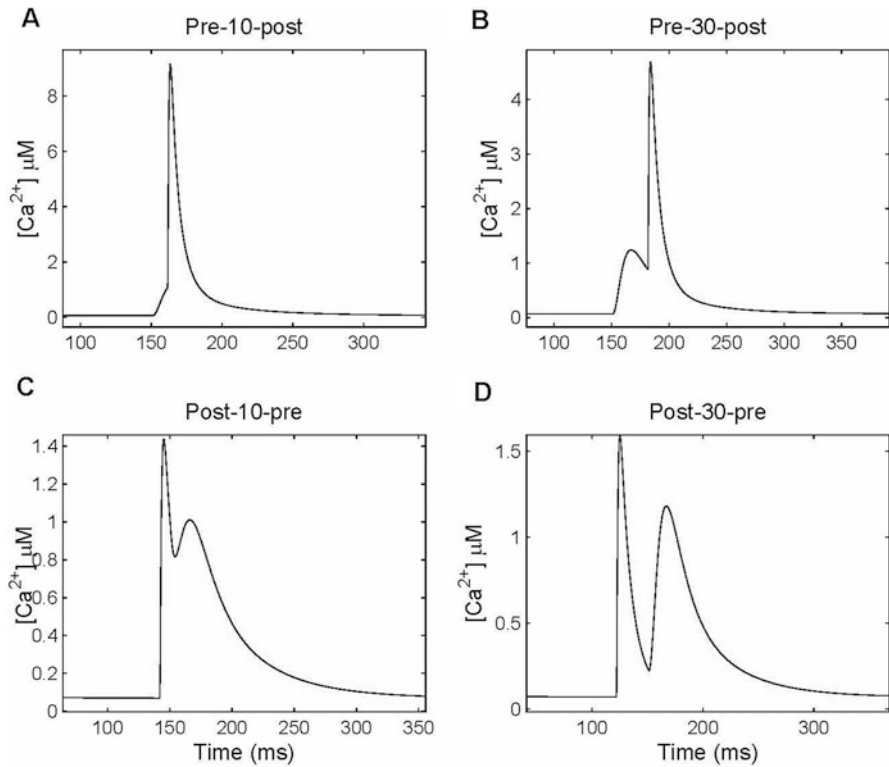 A
Pre-10-post
[Ca²⁺] μM
8
6
4
2
0
100 150 200 250 300
B
Pre-30-post
[Ca²⁺] μM
4
3
2
1
0
100 150 200 250 300 350
C
Post-10-pre
[Ca²⁺] μM
1.4
1.2
1
0.8
0.6
0.4
0.2
0
100 150 200 250 300 350
Time (ms)
D
Post-30-pre
[Ca²⁺] μM
1.5
1
0.5
0
100 200 300
Time (ms)